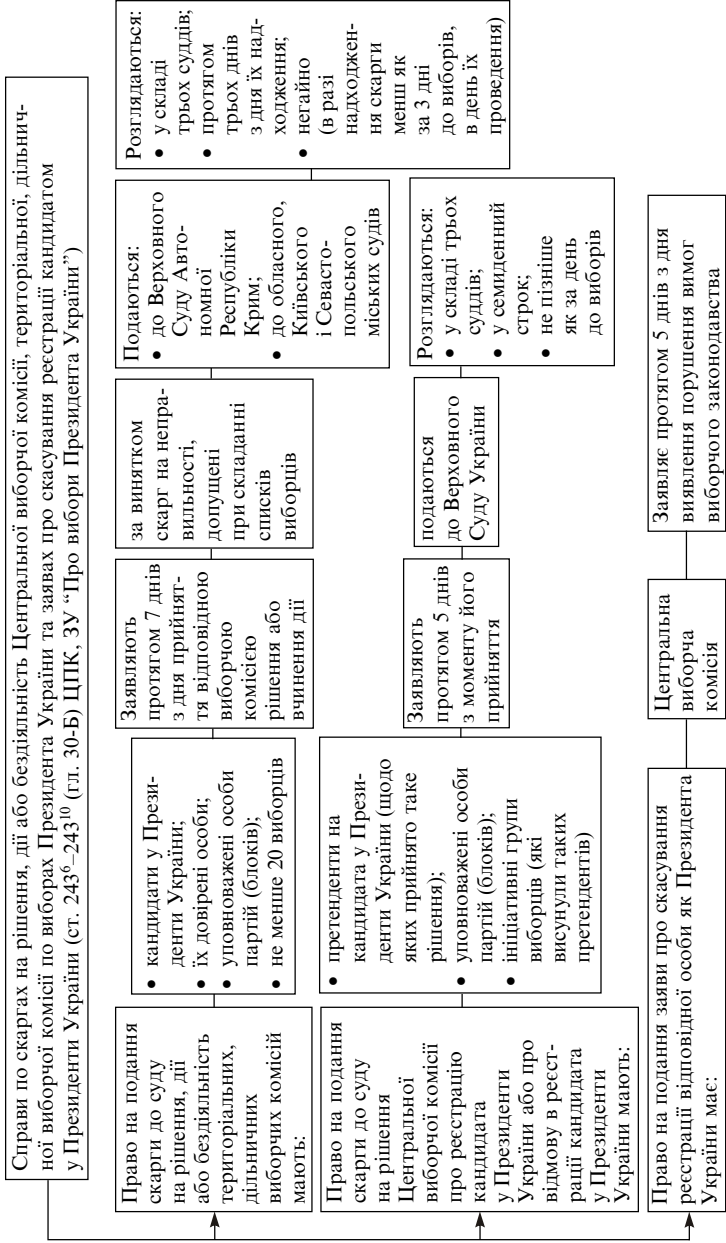 Справи по скаргах на рішення, дії або бездіяльність Центральної виборчої комісії, територіальної, дільнич-
ної виборчої комісії по виборах Президента України та заявах про скасування реєстрації кандидатом
у Президенти України (ст. 243⁶–243¹⁰ (гл. 30-Б) ЦПК, ЗУ “Про вибори Президента України”)
Право на подання
скарги до суду
на рішення, дії
або бездіяльність
територіальних,
дільничних
виборчих комісій
мають:
• кандидати у Прези-
денти України;
• їх довірені особи;
• уповноважені особи
партій (блоків);
• не менше 20 виборців
Заявляють
протягом 7 днів
з дня прийнят-
тя відповідною
виборчою
комісією
рішення або
вчинення дії
за винятком
скарг на непра-
вильності,
допущені
при складанні
списків
виборців
Подаються:
• до Верховного
Суду Авто-
номної
Республіки
Крим;
• до обласного,
Київського
і Севасто-
польського
міських судів
Розглядаються:
• у складі
трьох суддів;
• протягом
трьох днів
з дня їх над-
ходження;
• негайно
(в разі
надходжен-
ня скарги
менш як
за 3 дні
до виборів,
в день їх
проведення)
Право на подання
скарги до суду
на рішення
Центральної
виборчої комісії
про реєстрацію
кандидата
у Президенти
України або про
відмову в реєст-
рації кандидата
у Президенти
України мають:
• претенденти на
кандидата у Прези-
денти України (щодо
яких прийнято таке
рішення);
• уповноважені особи
партій (блоків);
• ініціативні групи
виборців (які
висунули таких
претендентів)
Заявляють
протягом 5 днів
з моменту його
прийняття
подаються
до Верховного
Суду України
Розглядаються:
• у складі трьох
суддів;
• у семиденний
строк;
• не пізніше
як за день
до виборів
Право на подання заяви про скасування
реєстрації відповідної особи як Президента
України має:
Центральна
виборча
комісія
Заявляє протягом 5 днів з дня
виявлення порушення вимог
виборчого законодавства